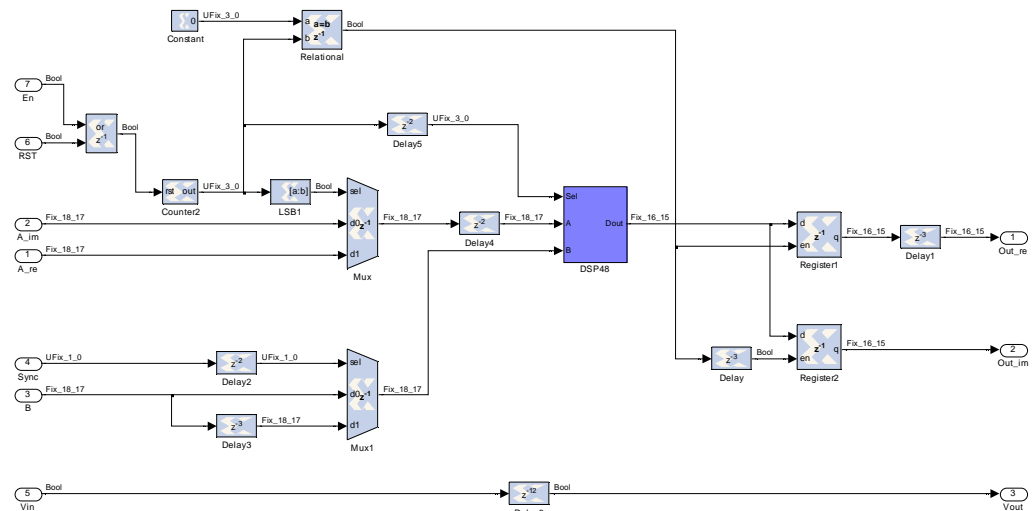 0
UFix_3_0
Constant
a
b
a=b
z-1
Bool
Relational
7
Bool
En
6
Bool
RST
or
z-1
Bool
z-2
UFix_3_0
Delay5
rst
out
UFix_3_0
Counter2
[a:b]
Bool
LSB1
sel
d0
z-1
d1
Fix_18_17
Mux
2
Fix_18_17
A_im
1
Fix_18_17
A_re
z-2
Fix_18_17
Delay4
Sel
A
B
Dout
Fix_16_15
DSP48
d
en
z-1
q
Fix_16_15
Register1
z-3
Fix_16_15
Delay1
1
Out_re
4
UFix_1_0
Sync
z-2
UFix_1_0
Delay2
3
Fix_18_17
B
z-3
Fix_18_17
Delay3
sel
d0
z-1
d1
Fix_18_17
Mux1
z-3
Bool
Delay
d
en
z-1
q
Fix_16_15
Register2
2
Out_im
5
Bool
Vin
z-12
Bool
3
Vout